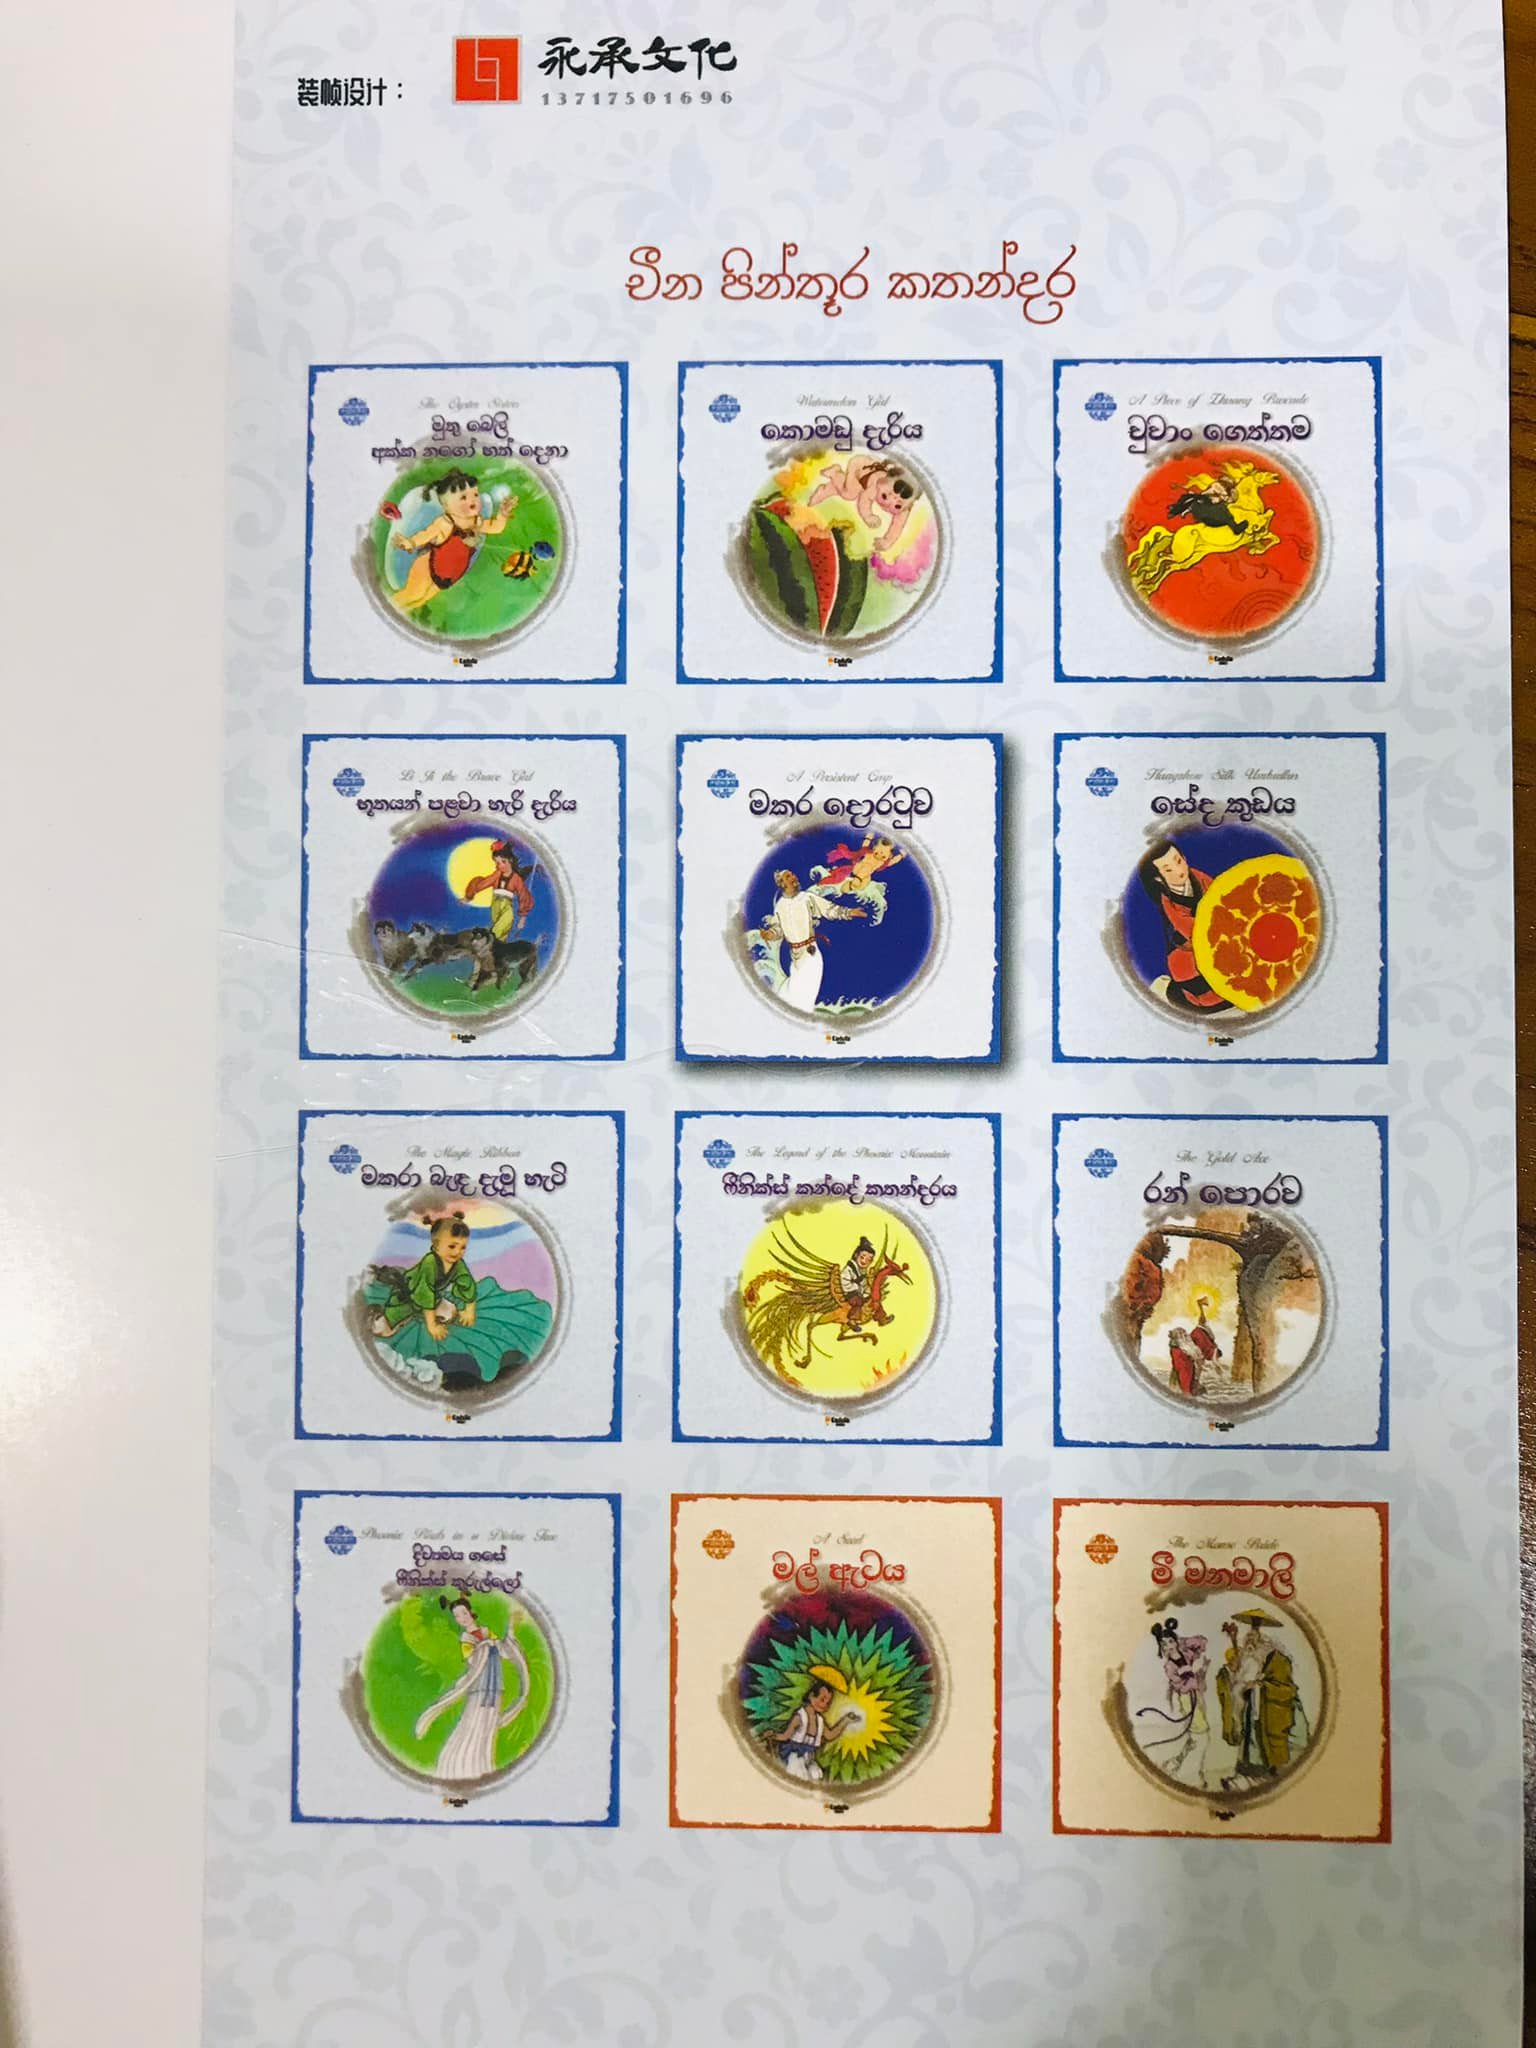 装帧设计：
永承文化
13717501696
චීන පින්තූර කතන්දර
The Oyster Sisters
මුතු බෙලි
අක්ක නගෝ හත් දෙනා
Watermelon Girl
කොමඩු දැරිය
A Piece of Zhuang Brocade
චුවාං ගෙත්තම
Li Ji the Brave Girl
භූතයන් පළවා හැරි දැරිය
A Persistent Carp
මකර දොරටුව
Hangzhou Silk Umbrellas
සේද කුඩය
The Magic Ribbon
මකරා බැඳ දැමූ හැටි
The Legend of the Phoenix Mountain
ෆීනික්ස් කන්දේ කතන්දරය
The Gold Axe
රන් පොරව
Phoenix Birds in a Divine Tree
දිව්‍යමය ගසේ
ෆීනික්ස් කුරුල්ලෝ
A Seed
මල් ඇටය
The Mouse Bride
මී මනමාලි